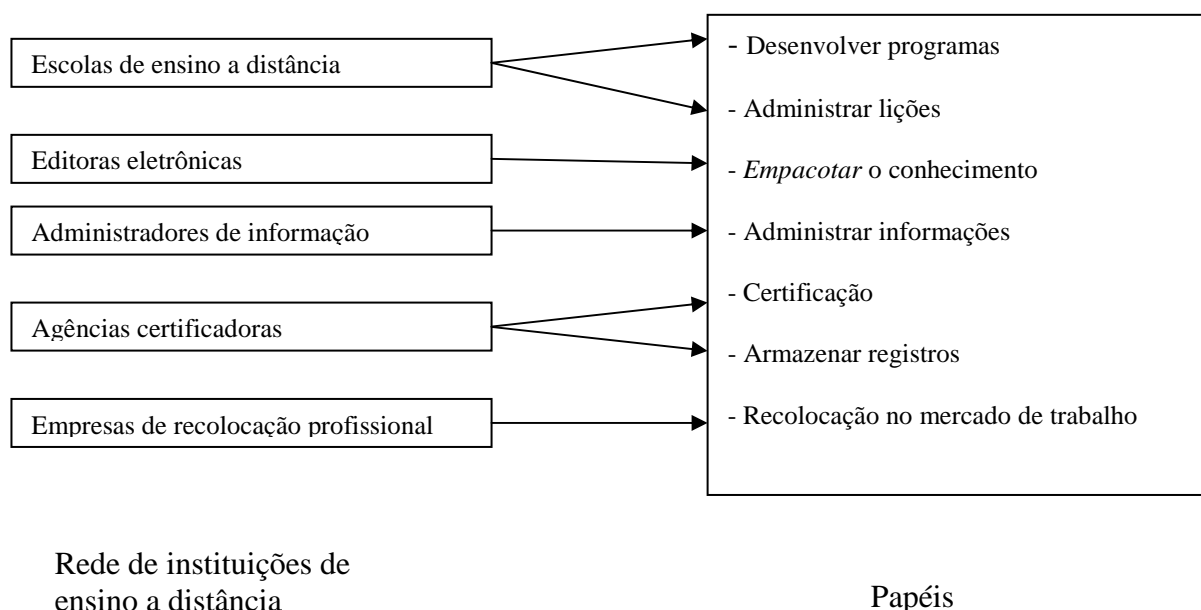 Escolas de ensino a distância
Editoras eletrônicas
Administradores de informação
Agências certificadoras
Empresas de recolocação profissional
- Desenvolver programas
- Administrar lições
- Empacotar o conhecimento
- Administrar informações
- Certificação
- Armazenar registros
- Recolocação no mercado de trabalho
Rede de instituições de
ensino a distância
Papéis